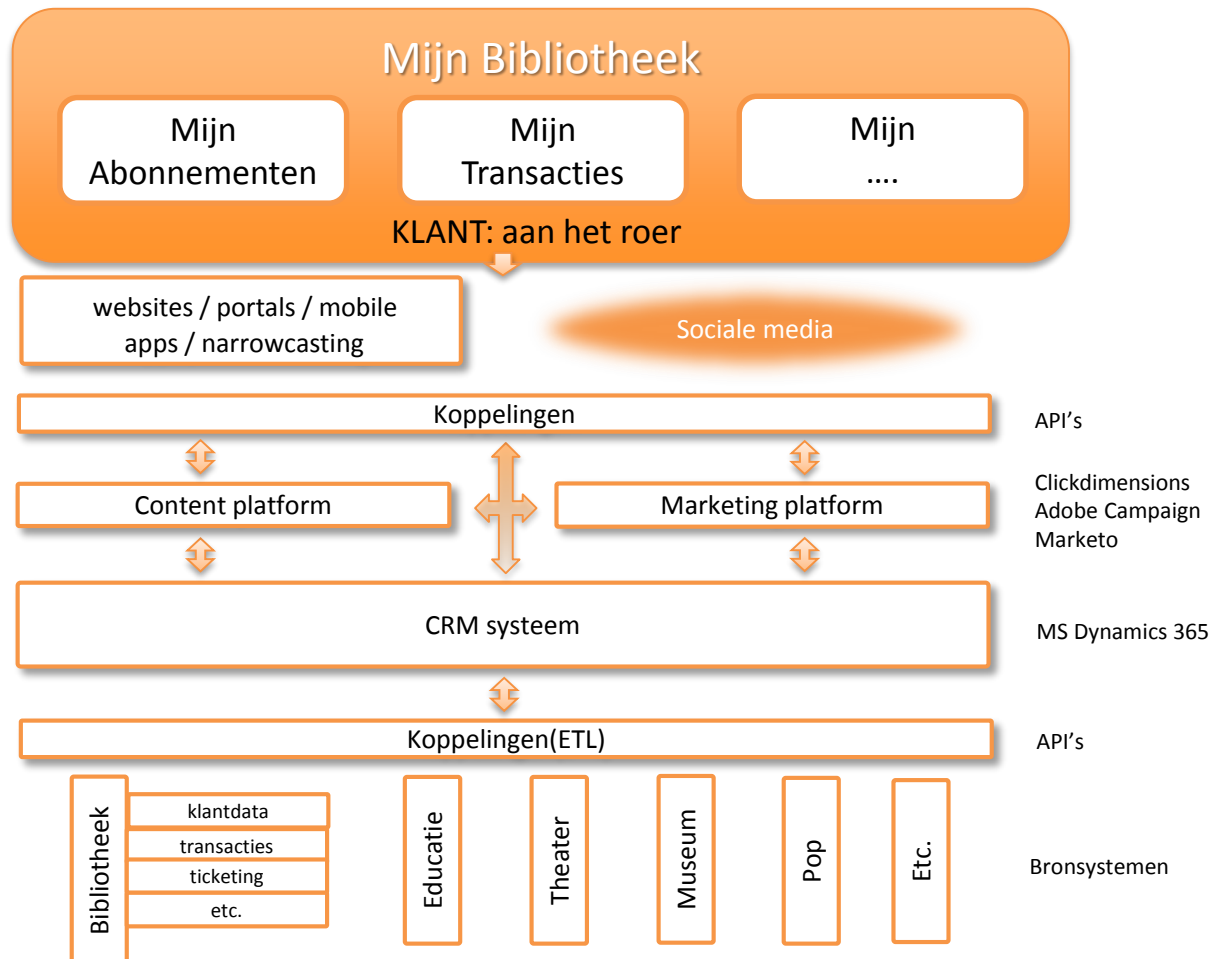 Mijn Bibliotheek
Mijn
Abonnementen
Mijn
Transacties
Mijn
....
KLANT: aan het roer
websites / portals / mobile
apps / narrowcasting
Sociale media
Koppelingen
API's
Content platform
Marketing platform
Clickdimensions
Adobe Campaign
Marketo
CRM systeem
MS Dynamics 365
Koppelingen(ETL)
API's
Bibliotheek
klantdata
transacties
ticketing
etc.
Educatie
Theater
Museum
Pop
Etc.
Bronsystemen